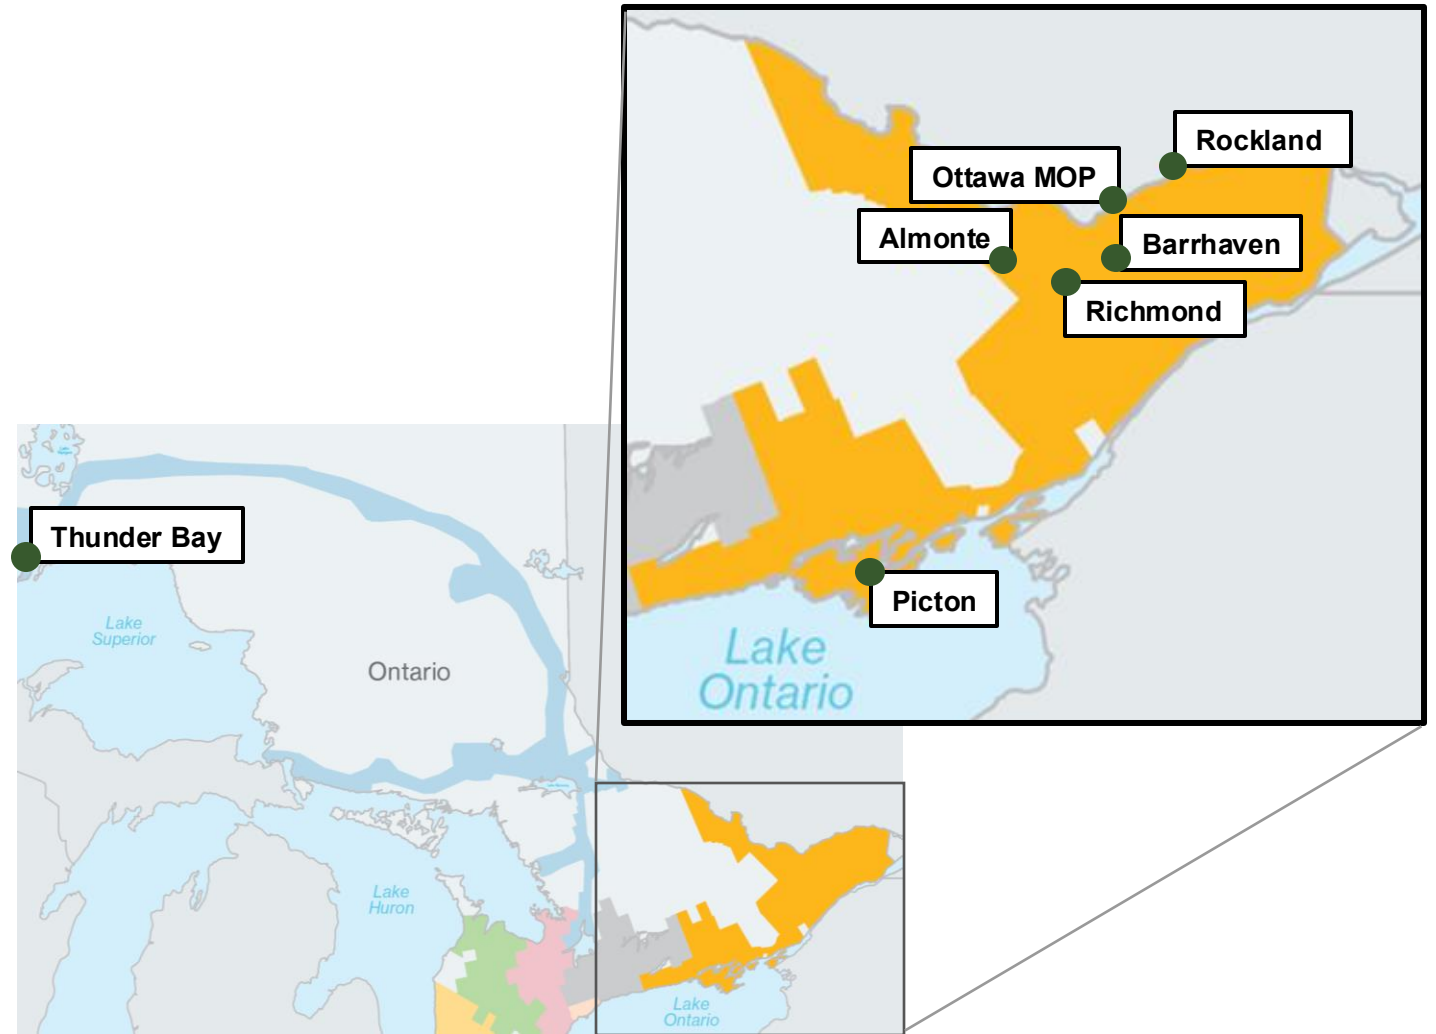 Rockland
Ottawa MOP
Almonte
Barrhaven
Richmond
Thunder Bay
Picton
Lake
Superior
Ontario
Lake
Ontario
Lake
Huron
Lake
Ontario